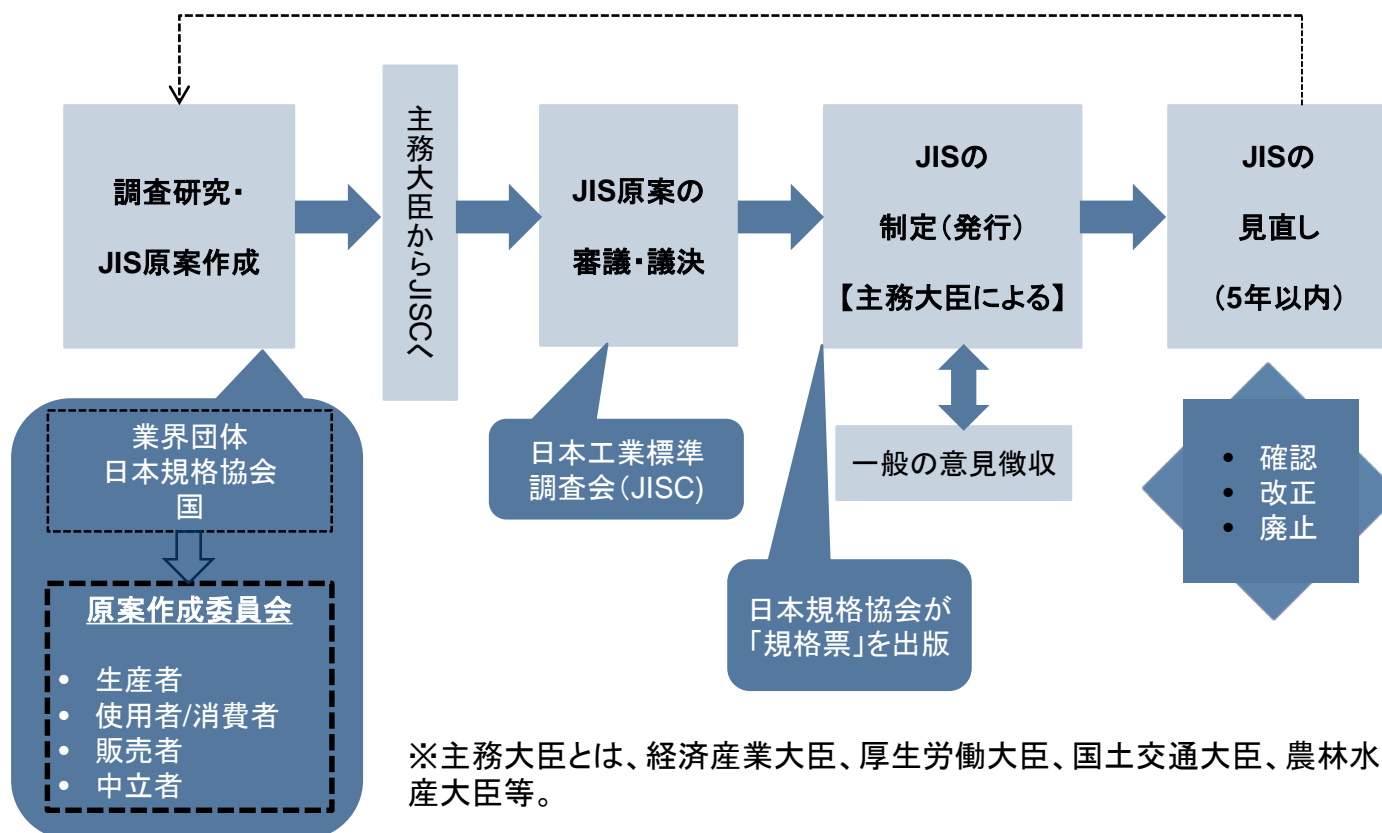 調査研究・
JIS原案作成
主務大臣からJISCへ
JIS原案の
審議・議決
JISの
制定（発行）
【主務大臣による】
JISの
見直し
（5年以内）
業界団体
日本規格協会
国
原案作成委員会
• 生産者
• 使用者/消費者
• 販売者
• 中立者
日本工業標準
調査会（JISC)
日本規格協会が
「規格票」を出版
一般の意見徴収
• 確認
• 改正
• 廃止
※主務大臣とは、経済産業大臣、厚生労働大臣、国土交通大臣、農林水
産大臣等。